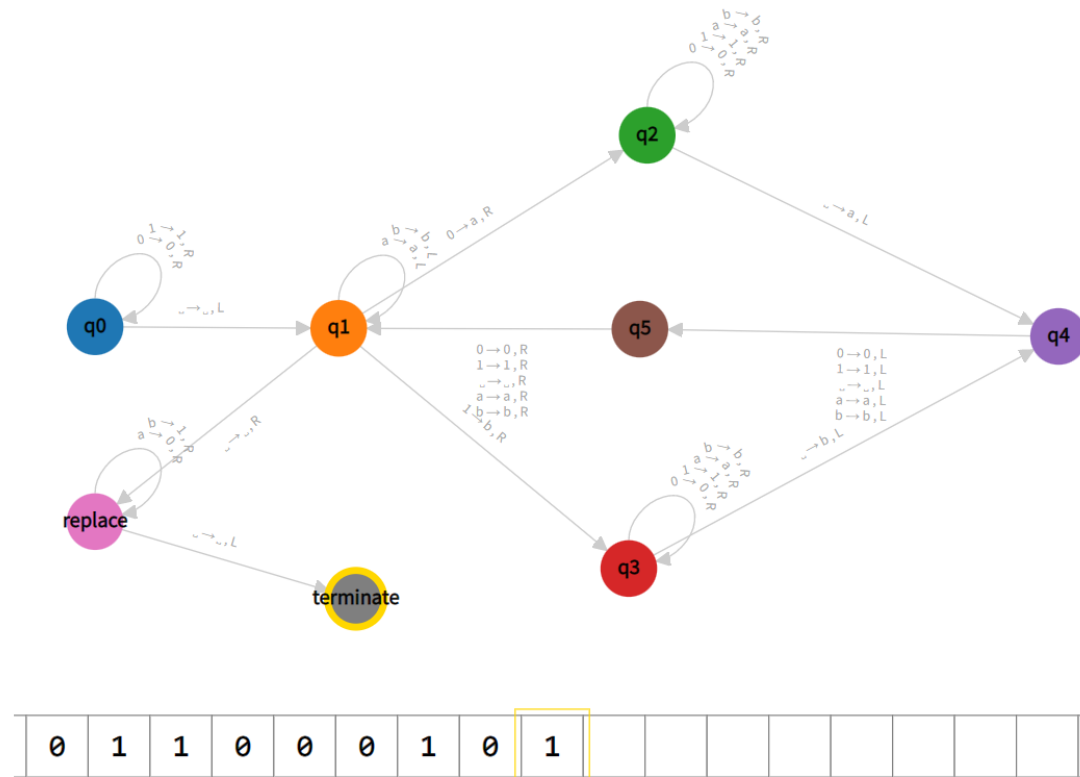 b→b,R
a→a,R
1→1,R
0→0,R
q2
␣→a,L
0→a,R
1→1,R
0→0,R
b→b,L
a→a,L
q0
␣→␣,L
q1
q5
q4
0→0,R
1→1,R
␣→␣,R
a→a,R
b→b,R
0→0,L
1→1,L
␣→␣,L
a→a,L
b→b,L
1→b,R
␣→␣,R
␣→b,L
b→1,R
a→0,R
b→b,R
a→a,R
1→1,R
0→0,R
replace
␣→␣,L
q3
terminate
0 1 1 0 0 0 1 0 1